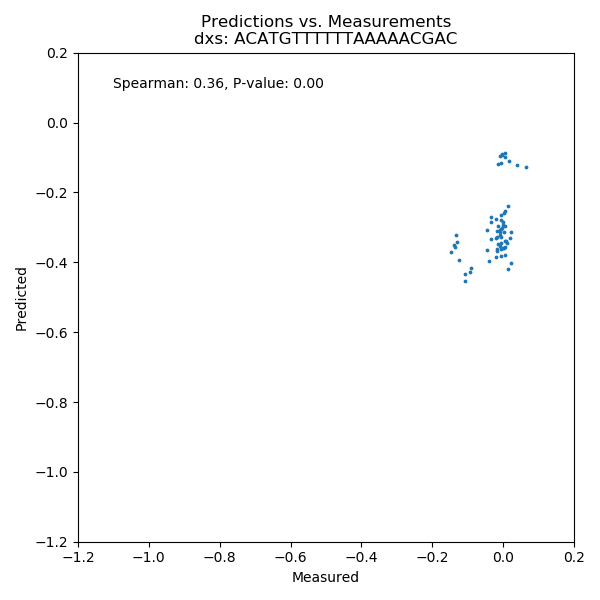 Predictions vs. Measurements
dxs: ACATGTTTTTTAAAAACGAC
0.2
Spearman: 0.36, P-value: 0.00
0.0
−0.2
−0.4
Predicted
−0.6
−0.8
−1.0
−1.2
−1.2 −1.0 −0.8 −0.6 −0.4 −0.2 0.0 0.2
Measured